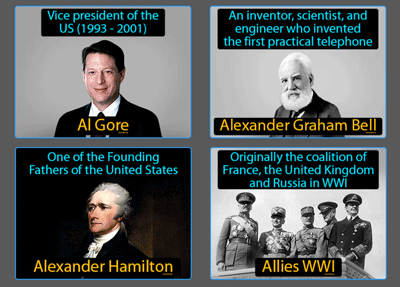 Vice president of the
US (1993 - 2001)
Al Gore
An inventor, scientist, and
engineer who invented
the first practical telephone
Alexander Graham Bell
One of the Founding
Fathers of the United States
Alexander Hamilton
Originally the coalition of
France, the United Kingdom
and Russia in WWI
Allies WWI